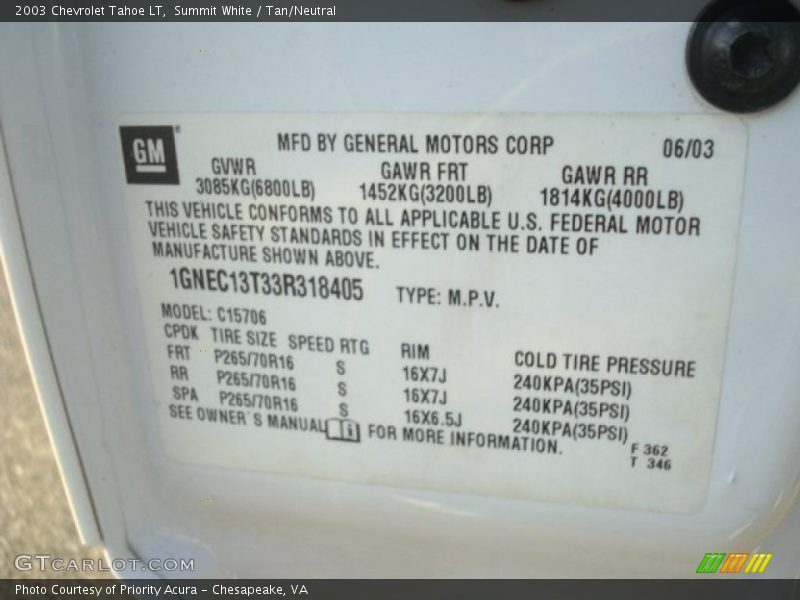 2003 Chevrolet Tahoe LT, Summit White / Tan/Neutral
GM
MFD BY GENERAL MOTORS CORP 06/03
GVWR GAWR FRT GAWR RR
3085KG(6800LB) 1452KG(3200LB) 1814KG(4000LB)
THIS VEHICLE CONFORMS TO ALL APPLICABLE U.S. FEDERAL MOTOR
VEHICLE SAFETY STANDARDS IN EFFECT ON THE DATE OF
MANUFACTURE SHOWN ABOVE.
1GNEC13T33R318405 TYPE: M.P.V.
MODEL: C15706
CPDK TIRE SIZE SPEED RTG RIM COLD TIRE PRESSURE
FRT P265/70R16 S 16X7J 240KPA(35PSI)
RR P265/70R16 S 16X7J 240KPA(35PSI)
SPA P265/70R16 S 16X6.5J 240KPA(35PSI)
SEE OWNER'S MANUAL i FOR MORE INFORMATION.
F 362
T 346
GTCARLOT.COM
Photo Courtesy of Priority Acura - Chesapeake, VA